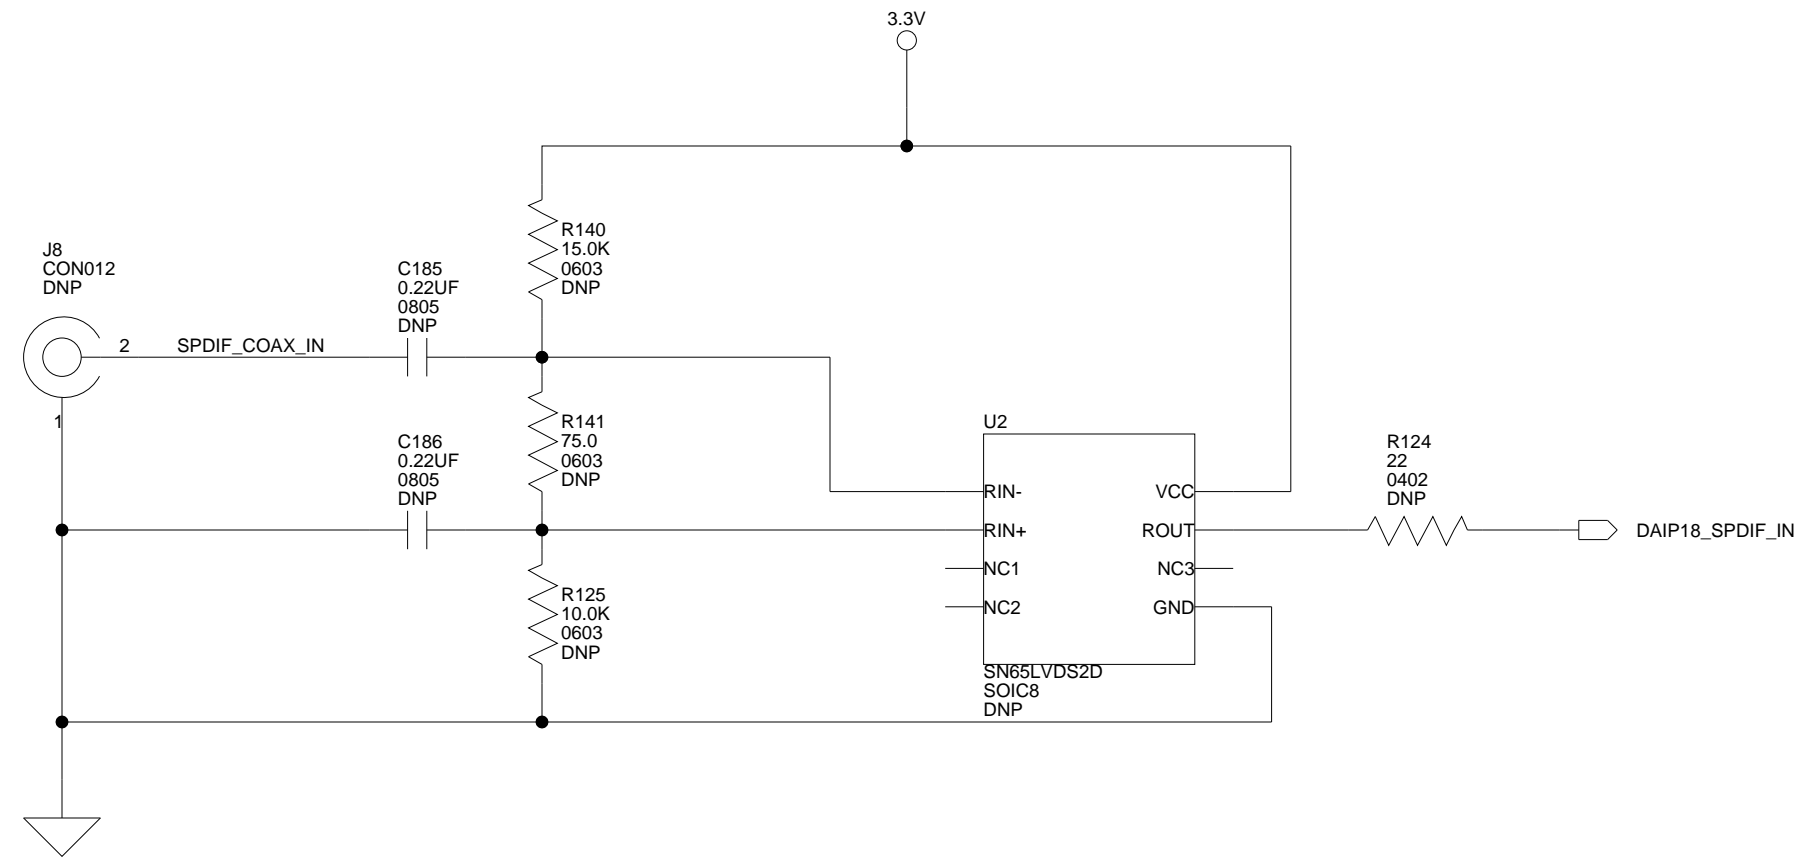 3.3V
J8
CON012
DNP
2
SPDIF_COAX_IN
1
C185
0.22UF
0805
DNP
R140
15.0K
0603
DNP
C186
0.22UF
0805
DNP
R141
75.0
0603
DNP
R125
10.0K
0603
DNP
U2
RIN-
RIN+
NC1
NC2
VCC
ROUT
NC3
GND
SN65LVDS2D
SOIC8
DNP
R124
22
0402
DNP
DAIP18_SPDIF_IN